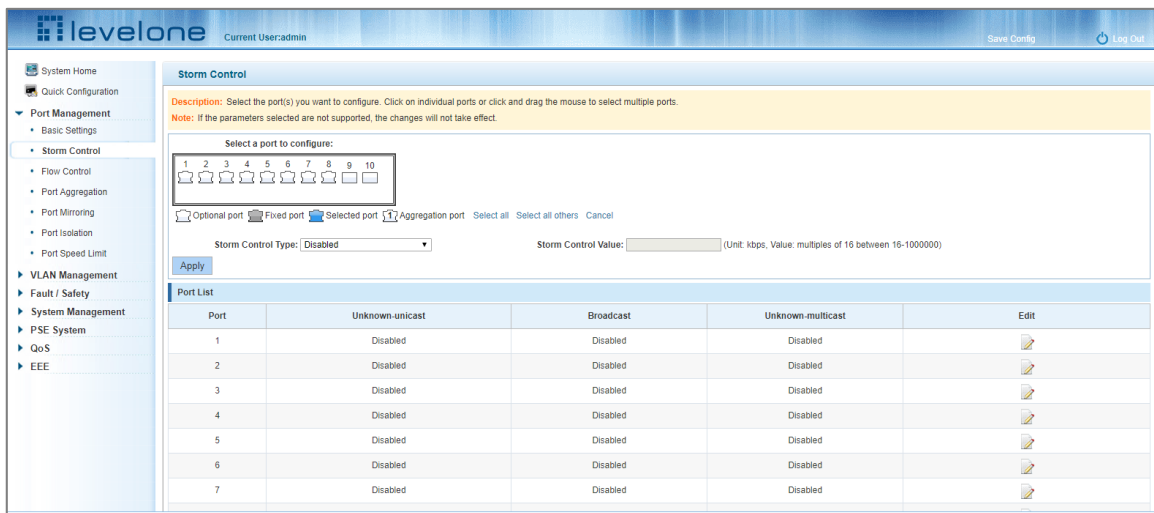 levelone Current User:admin Save Config Log Out
System Home
Quick Configuration
Port Management
Basic Settings
Storm Control
Flow Control
Port Aggregation
Port Mirroring
Port Isolation
Port Speed Limit
VLAN Management
Fault / Safety
System Management
PSE System
QoS
EEE
Storm Control
Description: Select the port(s) you want to configure. Click on individual ports or click and drag the mouse to select multiple ports.
Note: If the parameters selected are not supported, the changes will not take effect.
Select a port to configure:
1 2 3 4 5 6 7 8 9 10
Optional port Fixed port Selected port 1 Aggregation port Select all Select all others Cancel
Storm Control Type: Disabled Storm Control Value: (Unit: kbps, Value: multiples of 16 between 16-1000000)
Apply
Port List
Port Unknown-unicast Broadcast Unknown-multicast Edit
1 Disabled Disabled Disabled
2 Disabled Disabled Disabled
3 Disabled Disabled Disabled
4 Disabled Disabled Disabled
5 Disabled Disabled Disabled
6 Disabled Disabled Disabled
7 Disabled Disabled Disabled